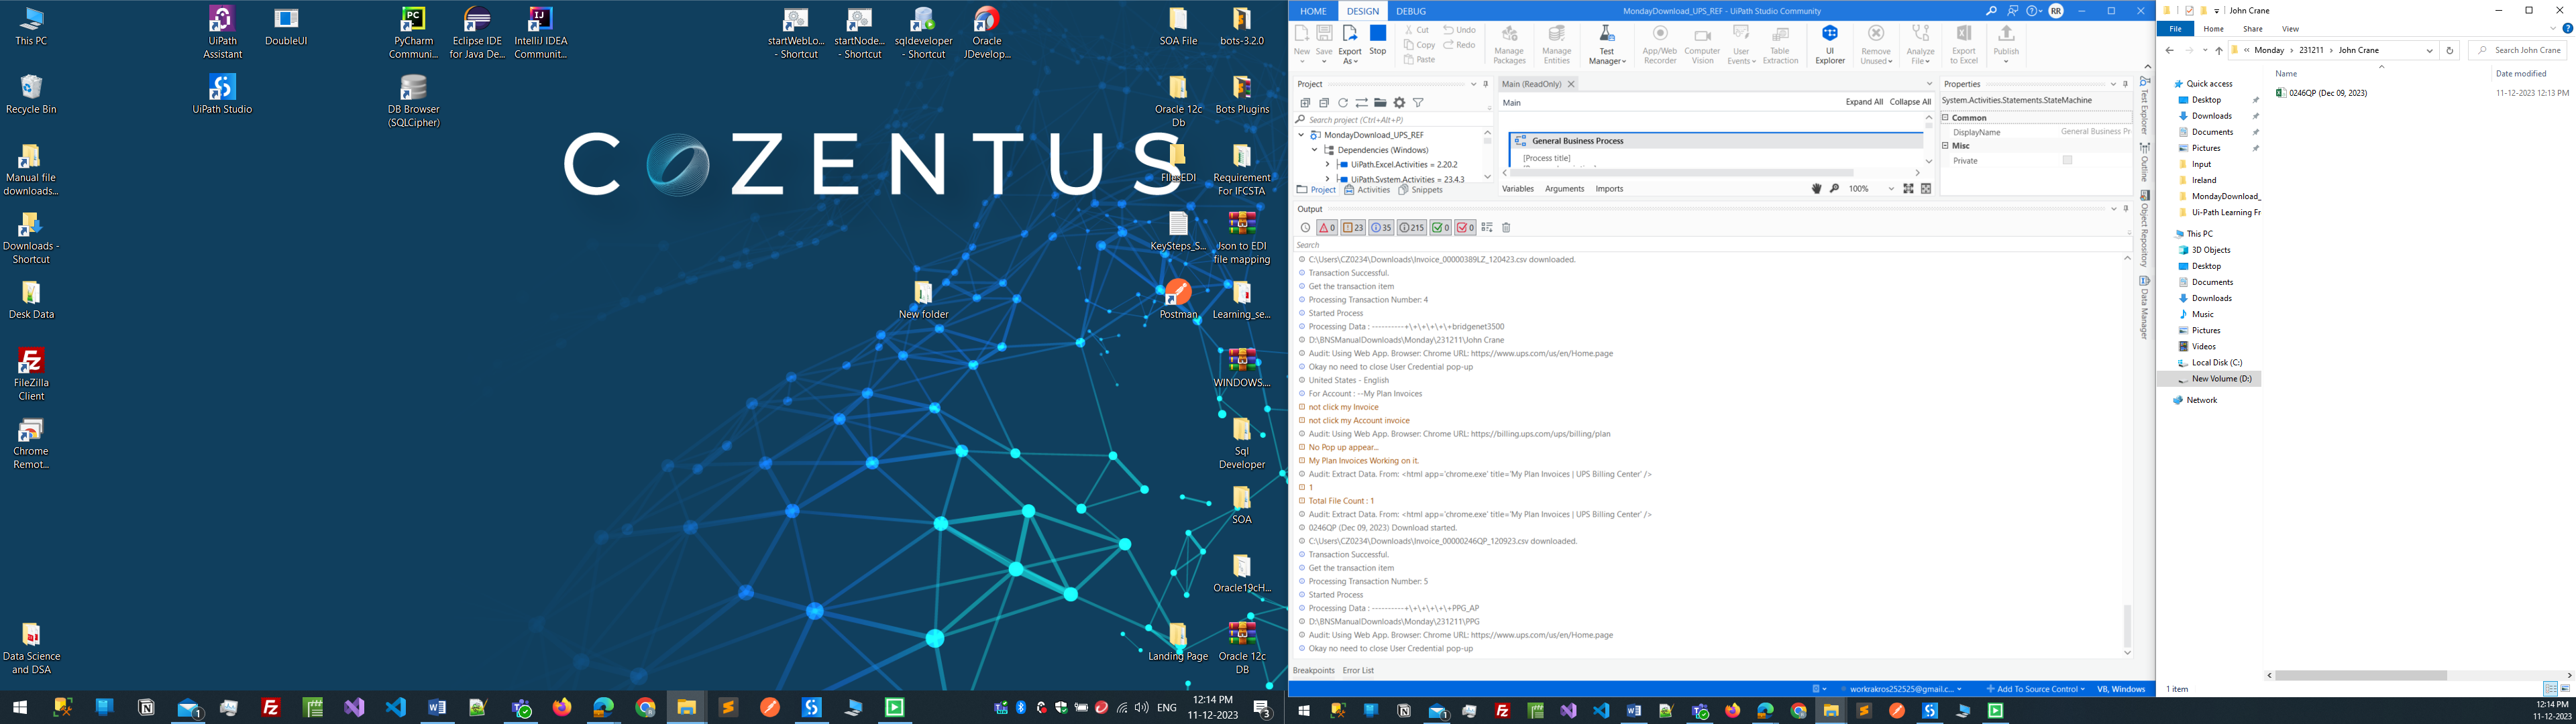 This PC
UiPath
Assistant
DoubleUI
PyCharm
Communi...
Eclipse IDE
for Java De...
IntelliJ IDEA
Communit...
startWebLo...
- Shortcut
startNode...
- Shortcut
sqldeveloper
- Shortcut
Oracle
JDevelop...
SOA File
bots-3.2.0
Recycle Bin
UiPath Studio
DB Browser
(SQLCipher)
Oracle 12c
Db
Bots Plugins
COZENTUS
Manual file
downloads...
FIlesEDI
Requirement
For IFCSTA
Downloads -
Shortcut
KeySteps_S...
Json to EDI
file mapping
Desk Data
New folder
Postman
Learning_se...
FileZilla
Client
WINDOWS....
Chrome
Remot...
Sql
Developer
SOA
Oracle19cH...
Data Science
and DSA
Landing Page
Oracle 12c
DB
ENG
12:14 PM
11-12-2023
3
HOME
DESIGN
DEBUG
MondayDownload_UPS_REF - UiPath Studio Community
RR
New
Save
Export
As
Stop
Cut
Copy
Paste
Undo
Redo
Manage
Packages
Manage
Entities
Test
Manager
App/Web
Recorder
Computer
Vision
User
Events
Table
Extraction
UI
Explorer
Remove
Unused
Analyze
File
Export
to Excel
Publish
Project
Search project (Ctrl+Alt+P)
MondayDownload_UPS_REF
Dependencies (Windows)
UiPath.Excel.Activities = 2.20.2
UiPath.System.Activities = 23.4.3
Project
Activities
Snippets
Main (ReadOnly)
Main
Expand All
Collapse All
General Business Process
[Process title]
Variables
Arguments
Imports
100%
Properties
System.Activities.Statements.StateMachine
Common
DisplayName
General Business Pr
Misc
Private
Test Explorer
Outline
Object Repository
Data Manager
Output
0
23
35
215
0
0
Search
C:\Users\CZ0234\Downloads\Invoice_00000389LZ_120423.csv downloaded.
Transaction Successful.
Get the transaction item
Processing Transaction Number: 4
Started Process
Processing Data : ----------+\+\+\+\+\+bridgenet3500
D:\BNSManualDownloads\Monday\231211\John Crane
Audit: Using Web App. Browser: Chrome URL: https://www.ups.com/us/en/Home.page
Okay no need to close User Credential pop-up
United States - English
For Account : --My Plan Invoices
not click my Invoice
not click my Account invoice
Audit: Using Web App. Browser: Chrome URL: https://billing.ups.com/ups/billing/plan
No Pop up appear...
My Plan Invoices Working on it.
Audit: Extract Data. From: <html app='chrome.exe' title='My Plan Invoices | UPS Billing Center' />
1
Total File Count : 1
Audit: Extract Data. From: <html app='chrome.exe' title='My Plan Invoices | UPS Billing Center' />
0246QP (Dec 09, 2023) Download started.
C:\Users\CZ0234\Downloads\Invoice_00000246QP_120923.csv downloaded.
Transaction Successful.
Get the transaction item
Processing Transaction Number: 5
Started Process
Processing Data : ----------+\+\+\+\+\+PPG_AP
D:\BNSManualDownloads\Monday\231211\PPG
Audit: Using Web App. Browser: Chrome URL: https://www.ups.com/us/en/Home.page
Okay no need to close User Credential pop-up
Breakpoints
Error List
workrakros252525@gmail.c...
Add To Source Control
VB, Windows
John Crane
File
Home
Share
View
Monday
231211
John Crane
Search John Crane
Name
Date modified
0246QP (Dec 09, 2023)
11-12-2023 12:13 PM
Quick access
Desktop
Downloads
Documents
Pictures
Input
Ireland
MondayDownload_
Ui-Path Learning Fr
This PC
3D Objects
Desktop
Documents
Downloads
Music
Pictures
Videos
Local Disk (C:)
New Volume (D:)
Network
1 item
12:14 PM
11-12-2023